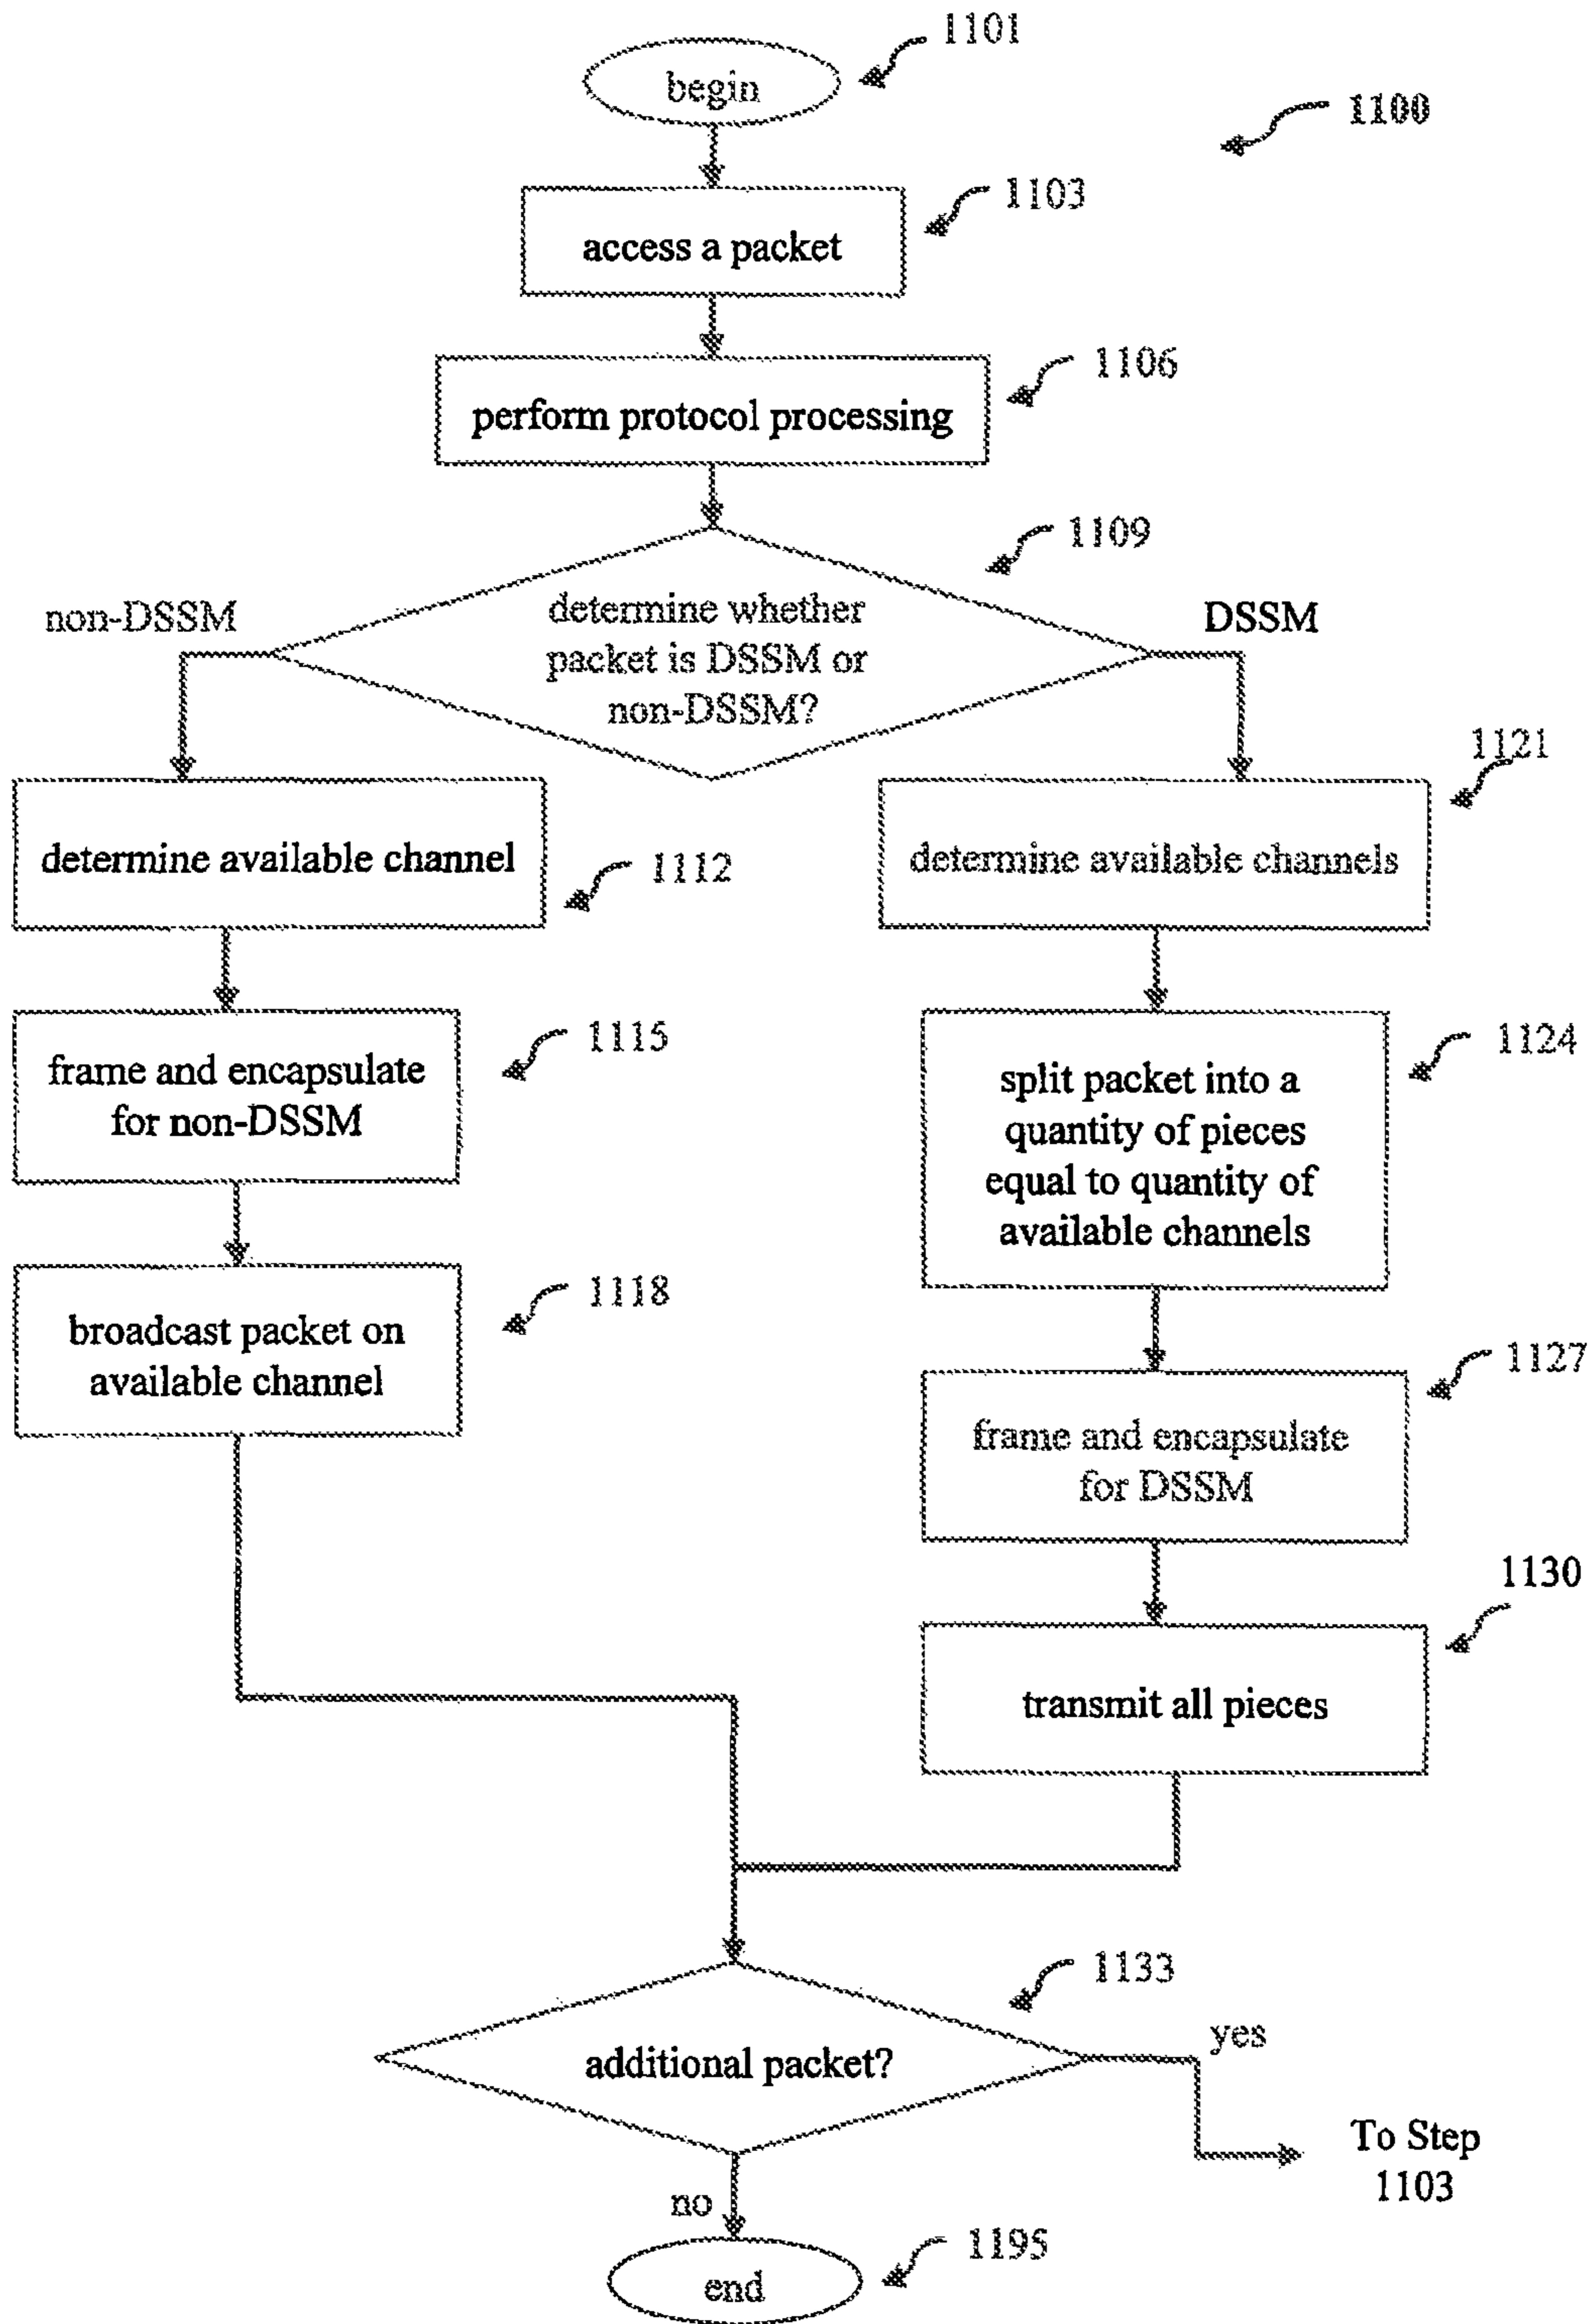 1101
begin
1100
1103
access a packet
1106
perform protocol processing
1109
non-DSSM
determine whether
packet is DSSM or
non-DSSM?
DSSM
1121
determine available channel
1112
determine available channels
1115
frame and encapsulate
for non-DSSM
1124
split packet into a
quantity of pieces
equal to quantity of
available channels
1118
broadcast packet on
available channel
1127
frame and encapsulate
for DSSM
1130
transmit all pieces
1133
additional packet?
yes
To Step
1103
no
1195
end